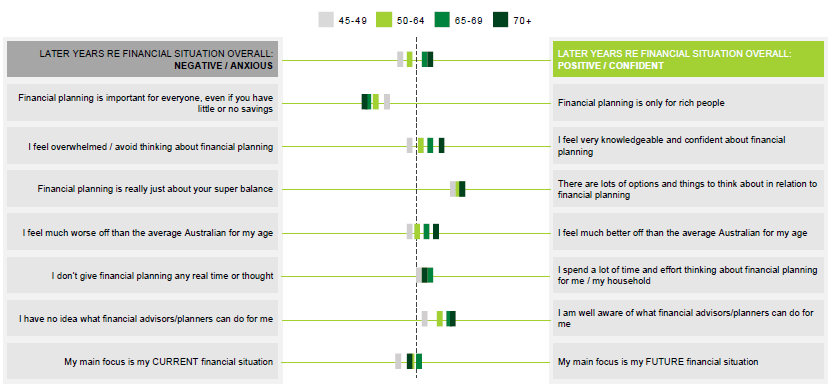 45-49 50-64 65-69 70+
LATER YEARS RE FINANCIAL SITUATION OVERALL:
NEGATIVE / ANXIOUS
LATER YEARS RE FINANCIAL SITUATION OVERALL:
POSITIVE / CONFIDENT
Financial planning is important for everyone, even if you have
little or no savings
Financial planning is only for rich people
I feel overwhelmed / avoid thinking about financial planning
I feel very knowledgeable and confident about financial
planning
Financial planning is really just about your super balance
There are lots of options and things to think about in relation to
financial planning
I feel much worse off than the average Australian for my age
I feel much better off than the average Australian for my age
I don't give financial planning any real time or thought
I spend a lot of time and effort thinking about financial planning
for me / my household
I have no idea what financial advisors/planners can do for me
I am well aware of what financial advisors/planners can do for
me
My main focus is my CURRENT financial situation
My main focus is my FUTURE financial situation